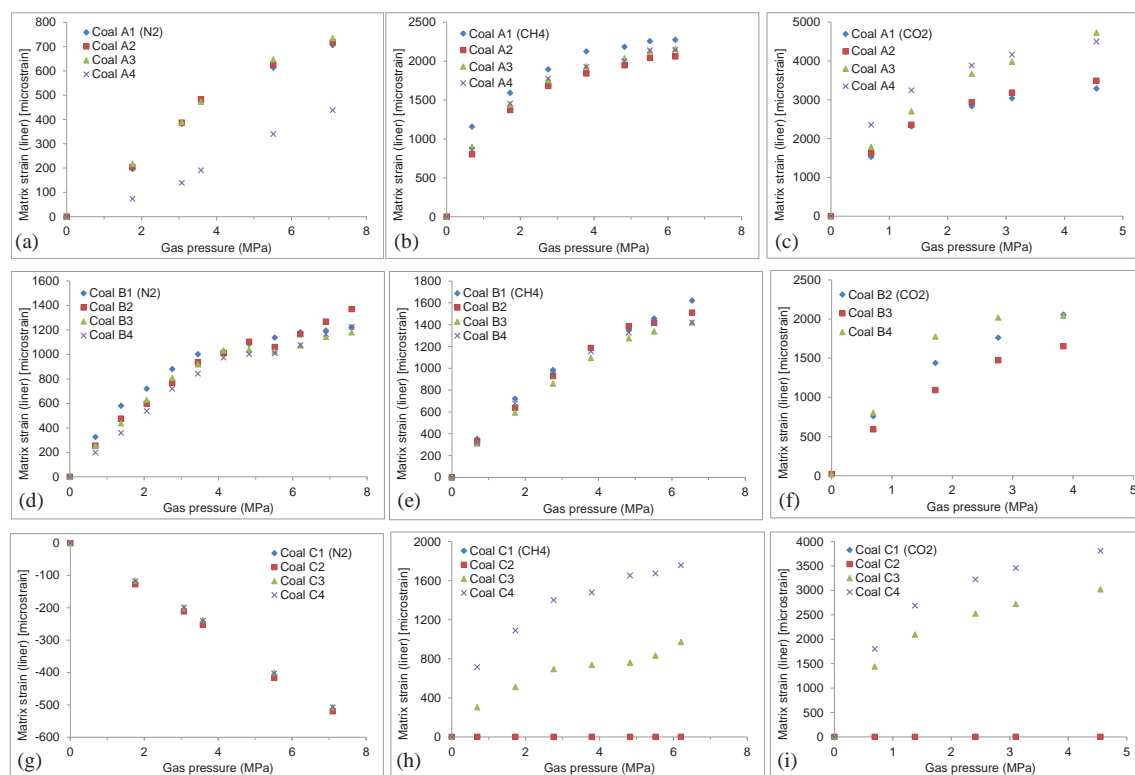 800
700
600
500
400
300
200
100
0
Matrix strain (liner) [microstrain]
Coal A1 (N2)
Coal A2
Coal A3
Coal A4
0 2 4 6 8
Gas pressure (MPa)
(a)
2500
2000
1500
1000
500
0
Matrix strain (liner) [microstrain]
Coal A1 (CH4)
Coal A2
Coal A3
Coal A4
0 2 4 6 8
Gas pressure (MPa)
(b)
5000
4000
3000
2000
1000
0
Matrix strain (liner) [microstrain]
Coal A1 (CO2)
Coal A2
Coal A3
Coal A4
0 1 2 3 4 5
Gas pressure (MPa)
(c)
1600
1400
1200
1000
800
600
400
200
0
Matrix strain (liner) [microstrain]
Coal B1 (N2)
Coal B2
Coal B3
Coal B4
0 2 4 6 8
Gas pressure (MPa)
(d)
1800
1600
1400
1200
1000
800
600
400
200
0
Matrix strain (liner) [microstrain]
Coal B1 (CH4)
Coal B2
Coal B3
Coal B4
0 2 4 6 8
Gas pressure (MPa)
(e)
2500
2000
1500
1000
500
0
Matrix strain (liner) [microstrain]
Coal B2 (CO2)
Coal B3
Coal B4
0 1 2 3 4 5
Gas pressure (MPa)
(f)
0
-100
-200
-300
-400
-500
-600
Matrix strain (liner) [microstrain]
Coal C1 (N2)
Coal C2
Coal C3
Coal C4
0 2 4 6 8
Gas pressure (MPa)
(g)
2000
1600
1200
800
400
0
Matrix strain (liner) [microstrain]
Coal C1 (CH4)
Coal C2
Coal C3
Coal C4
0 2 4 6 8
Gas pressure (MPa)
(h)
4000
3500
3000
2500
2000
1500
1000
500
0
Matrix strain (liner) [microstrain]
Coal C1 (CO2)
Coal C2
Coal C3
Coal C4
0 1 2 3 4 5
Gas pressure (MPa)
(i)